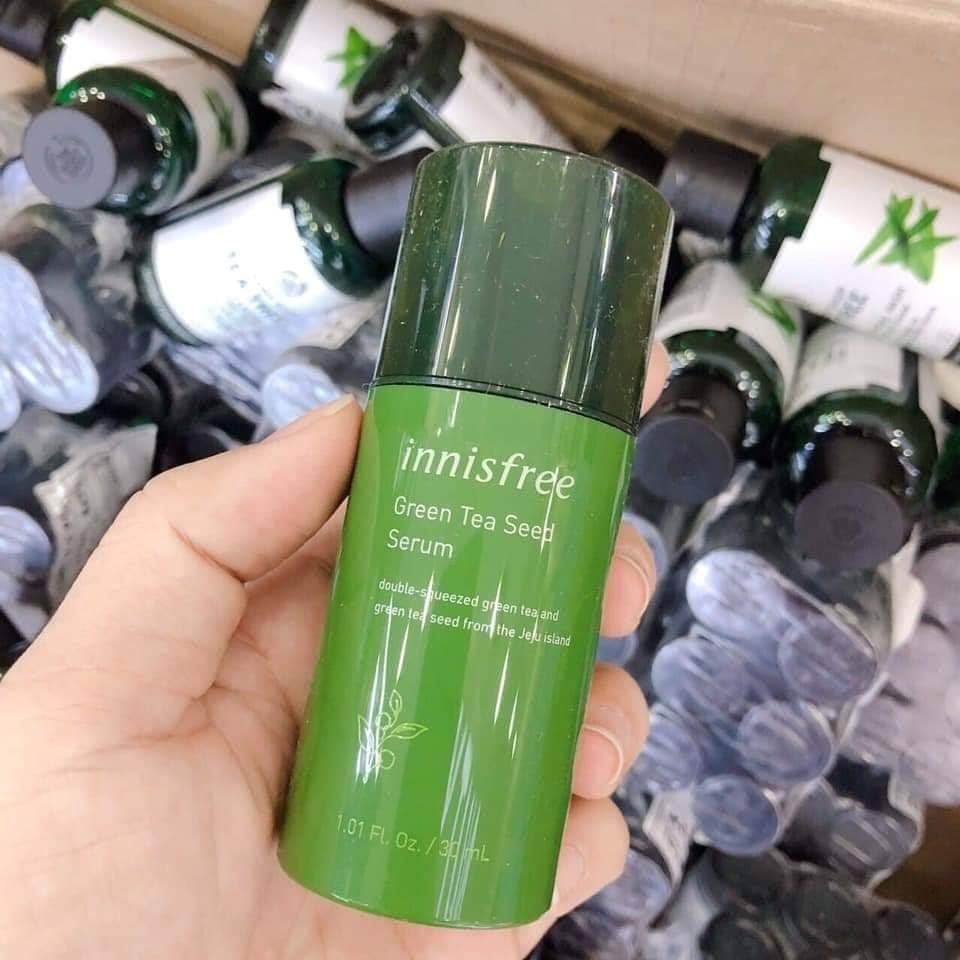 innisfree
Green Tea Seed
Serum
double-squeezed green tea and
green tea seed from the Jeju island
1.01 Fl. Oz. / 30 mL